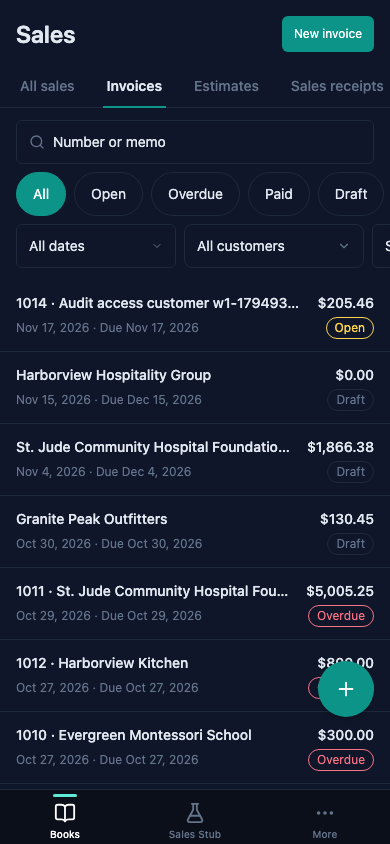 Sales
New invoice
All sales
Invoices
Estimates
Sales receipts
Number or memo
All
Open
Overdue
Paid
Draft
All dates
All customers
1014 · Audit access customer w1-179493... $205.46
Nov 17, 2026 · Due Nov 17, 2026 Open
Harborview Hospitality Group $0.00
Nov 15, 2026 · Due Dec 15, 2026 Draft
St. Jude Community Hospital Foundatio... $1,866.38
Nov 4, 2026 · Due Dec 4, 2026 Draft
Granite Peak Outfitters $130.45
Oct 30, 2026 · Due Oct 30, 2026 Draft
1011 · St. Jude Community Hospital Fou... $5,005.25
Oct 29, 2026 · Due Oct 29, 2026 Overdue
1012 · Harborview Kitchen
Oct 27, 2026 · Due Oct 27, 2026
1010 · Evergreen Montessori School $300.00
Oct 27, 2026 · Due Oct 27, 2026 Overdue
Books
Sales Stub
More